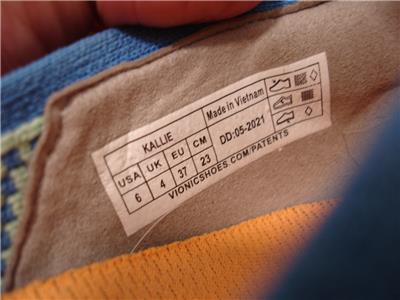 KALLIE
Made in Vietnam
USA UK EU CM
6 4 37 23
DD:05-2021
VIONICSHOES.COM/PATENTS